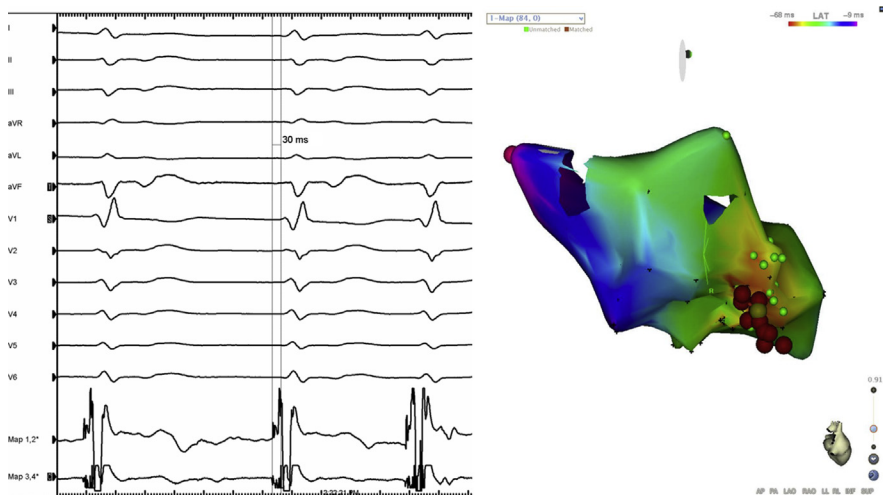 I
II
III
aVR
aVL
aVF
V1
V2
V3
V4
V5
V6
Map 1,2*
Map 3,4*
30 ms
1-Map (84, 0)
Unmatched Matched
-68 ms LAT -9 ms
R
0.91
AP PA LAO RAO LL RL INF SUP